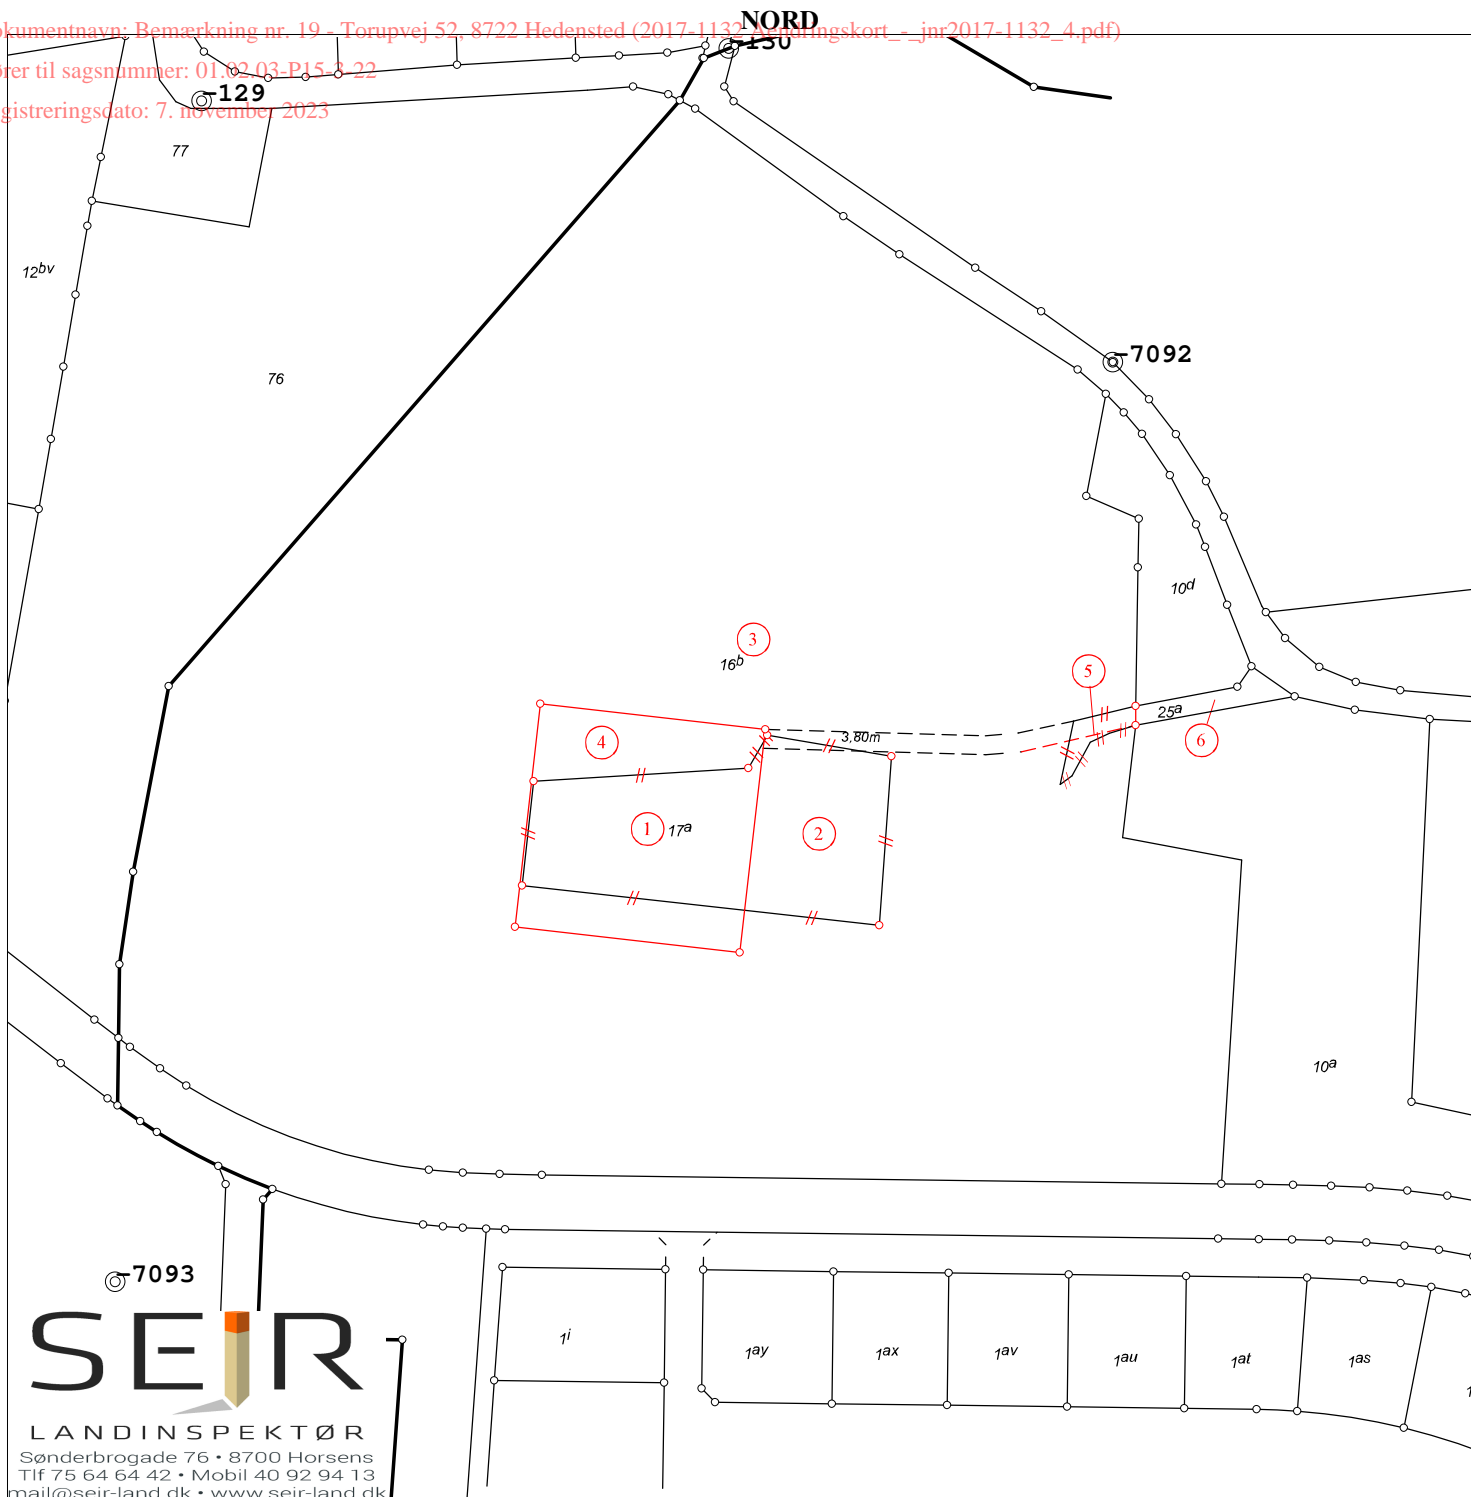 NORD
okumentnavn: Bemærkning nr. 19 - Torupvej 52, 8722 Hedensted (2017-1132 Aendringskort_-_jnr2017-1132_4.pdf)
-130
ører til sagsnummer: 01.02.03-P15-3-22
-129
gistreringsdato: 7. november 2023
77
12bv
-7092
76
10d
3
16b
5
25a
4
3,80m
6
1
17a
2
10a
-7093
1i
1ay
1ax
1av
1au
1at
1as
1
SEIR
LANDINSPEKTØR
Sønderbrogade 76 • 8700 Horsens
Tlf 75 64 64 42 • Mobil 40 92 94 13
mail@seir-land.dk • www.seir-land.dk